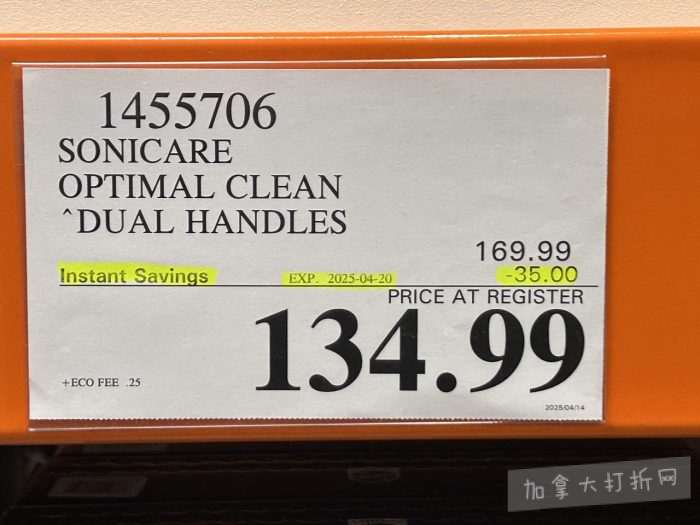 1455706
SONICARE
OPTIMAL CLEAN
^DUAL HANDLES
169.99
Instant Savings EXP. 2025-04-20 -35.00
PRICE AT REGISTER
134.99
+ECO FEE .25
2025/04/14
加拿大打折网